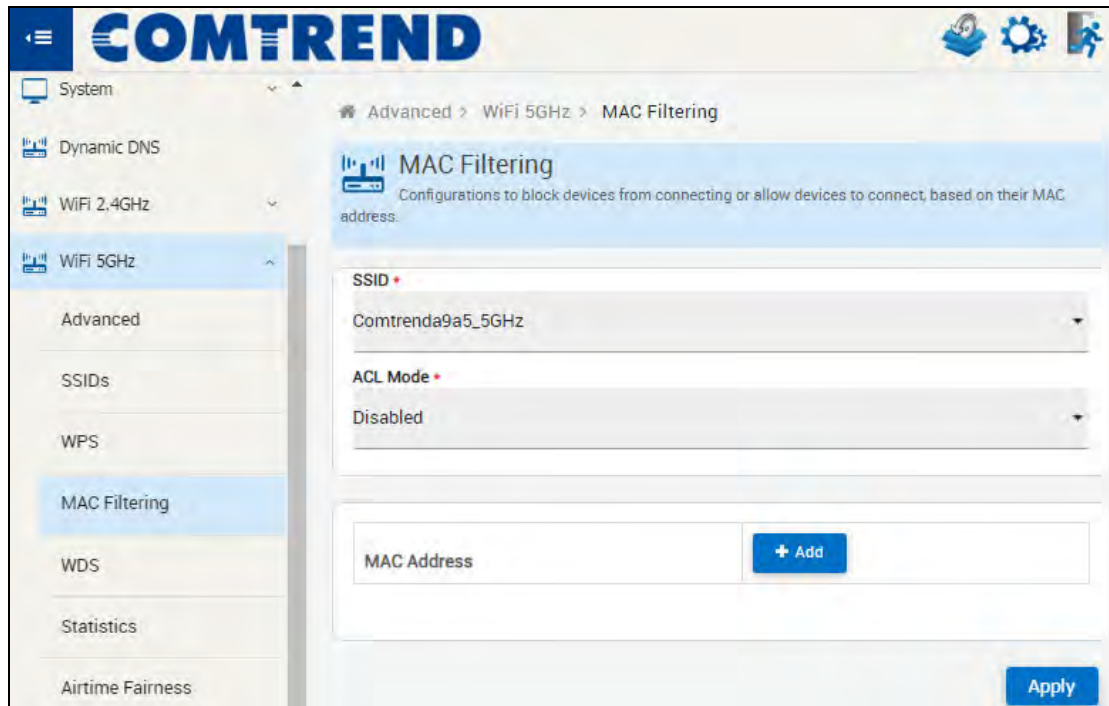 COMTREND
System
Dynamic DNS
WiFi 2.4GHz
WiFi 5GHz
Advanced
SSIDs
WPS
MAC Filtering
WDS
Statistics
Airtime Fairness
Advanced > WiFi 5GHz > MAC Filtering
MAC Filtering
Configurations to block devices from connecting or allow devices to connect, based on their MAC
address.
SSID *
Comtrenda9a5_5GHz
ACL Mode *
Disabled
MAC Address
+ Add
Apply